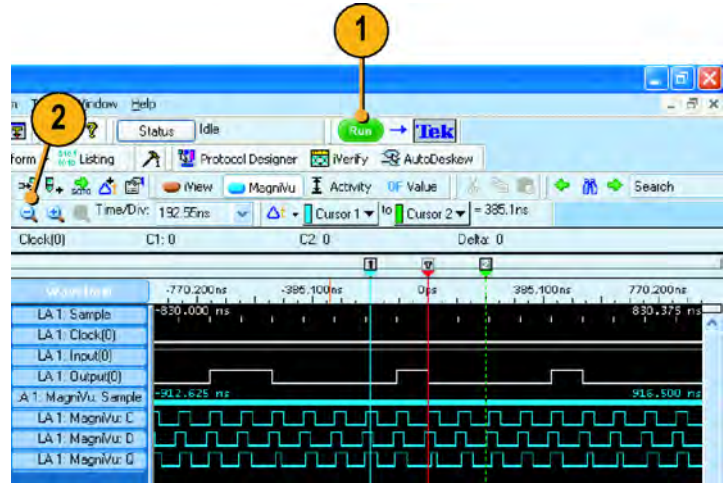 1
2
Window Help
Status Idle Run Tek
Listing Protocol Designer iVerify AutoDeskew
iView MagniVu Activity Value Search
Time/Div: 192.55ns Cursor 1 to Cursor 2 = 385.1ns
Clock(0) C1: 0 C2: 0 Delta: 0
1 2
Waveform -770.200ns -385.100ns 0ps 385.100ns 770.200ns
LA 1: Sample -830.000 ns 830.375 ns
LA 1: Clock(0)
LA 1: Input(0)
LA 1: Output(0)
A 1: MagniVu: Sample -912.625 ns 916.500 ns
LA 1: MagniVu: C
LA 1: MagniVu: D
LA 1: MagniVu: Q